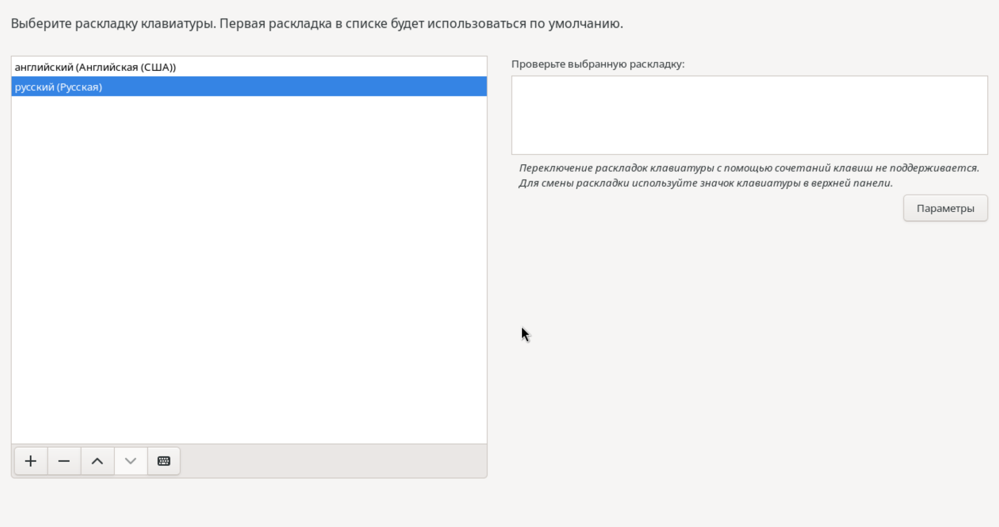 Выберите раскладку клавиатуры. Первая раскладка в списке будет использоваться по умолчанию.
английский (Английская (США))
русский (Русская)
Проверьте выбранную раскладку:
Переключение раскладок клавиатуры с помощью сочетаний клавиш не поддерживается.
Для смены раскладки используйте значок клавиатуры в верхней панели.
Параметры